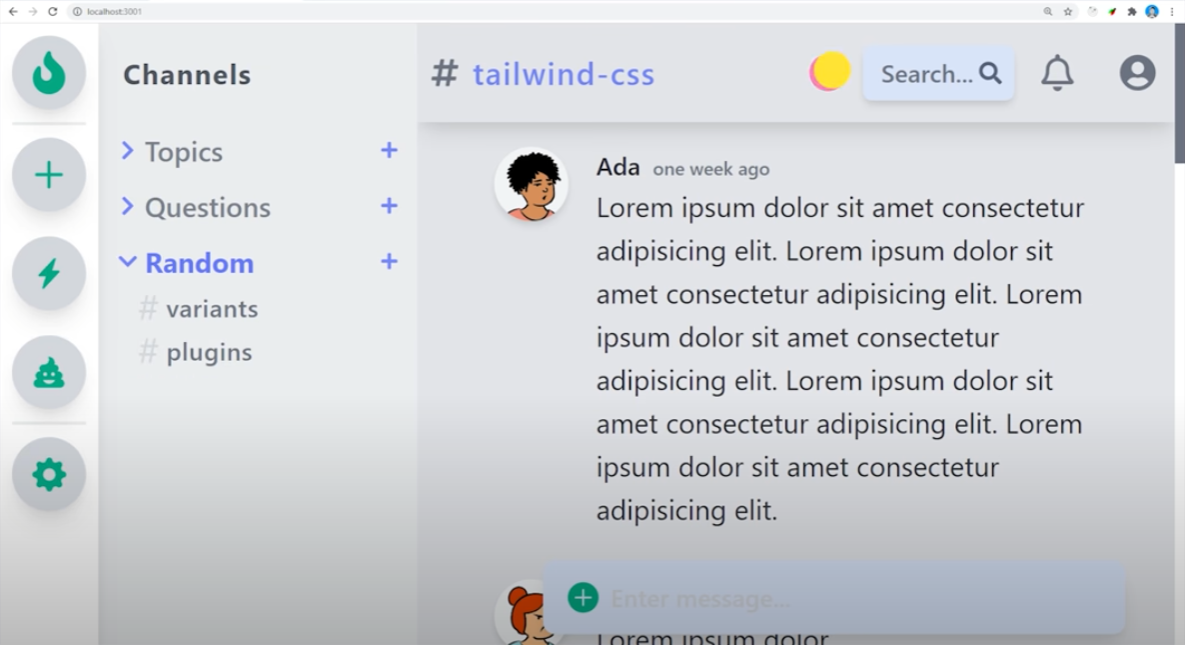 localhost:3001
Channels
# tailwind-css
Search...
Topics +
Questions +
Random +
# variants
# plugins
Ada one week ago
Lorem ipsum dolor sit amet consectetur
adipisicing elit. Lorem ipsum dolor sit
amet consectetur adipisicing elit. Lorem
ipsum dolor sit amet consectetur
adipisicing elit. Lorem ipsum dolor sit
amet consectetur adipisicing elit. Lorem
ipsum dolor sit amet consectetur
adipisicing elit.
Enter message...
Lorem ipsum dolor